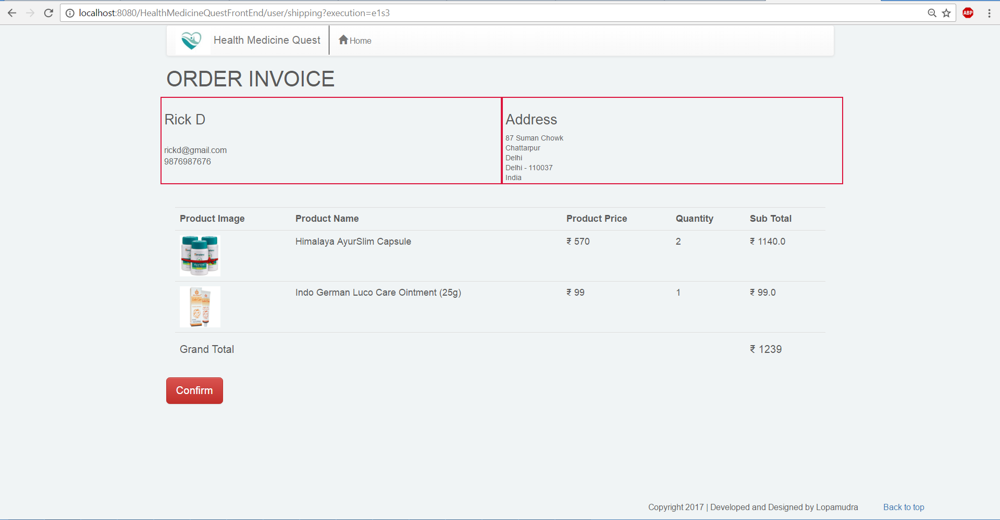 localhost:8080/HealthMedicineQuestFrontEnd/user/shipping?execution=e1s3
ABP
Health Medicine Quest
Home
ORDER INVOICE
Rick D
rickd@gmail.com
9876987676
Address
87 Suman Chowk
Chattarpur
Delhi
Delhi - 110037
India
Product Image Product Name Product Price Quantity Sub Total
Himalaya AyurSlim Capsule ₹ 570 2 ₹ 1140.0
Indo German Luco Care Ointment (25g) ₹ 99 1 ₹ 99.0
Grand Total ₹ 1239
Confirm
Copyright 2017 | Developed and Designed by Lopamudra Back to top